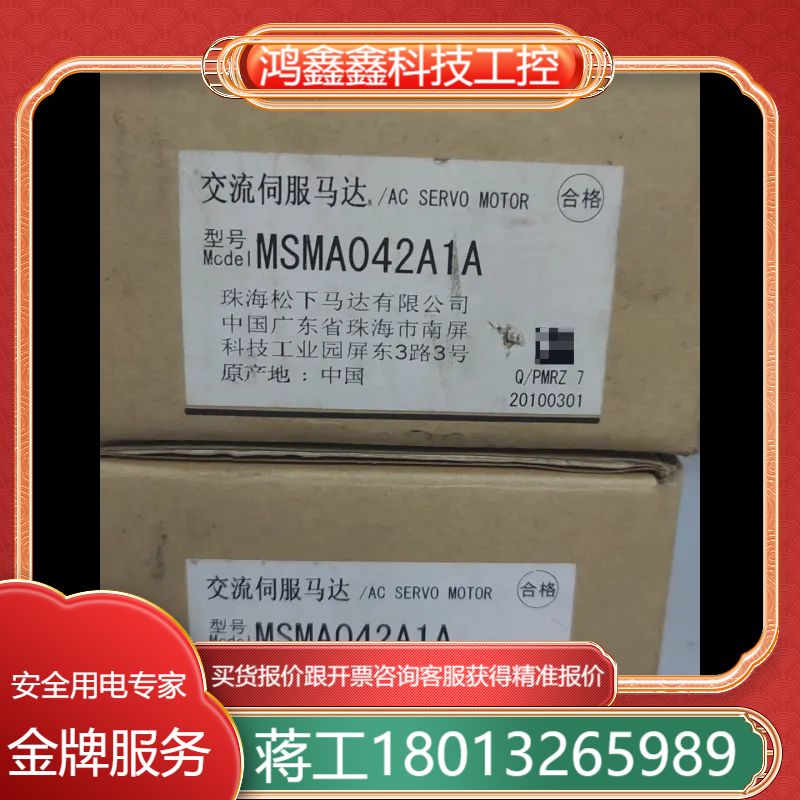 鸿鑫鑫科技工控
交流伺服马达/AC SERVO MOTOR 合格
型号
Model MSMA042A1A
珠海松下马达有限公司
中国广东省珠海市南屏
科技工业园屏东3路3号
原产地：中国
Q/PMRZ 7
20100301
交流伺服马达/AC SERVO MOTOR 合格
型号
Model MSMA042A1A
安全用电专家
金牌服务
买货报价跟开票咨询客服获得精准报价
蒋工18013265989